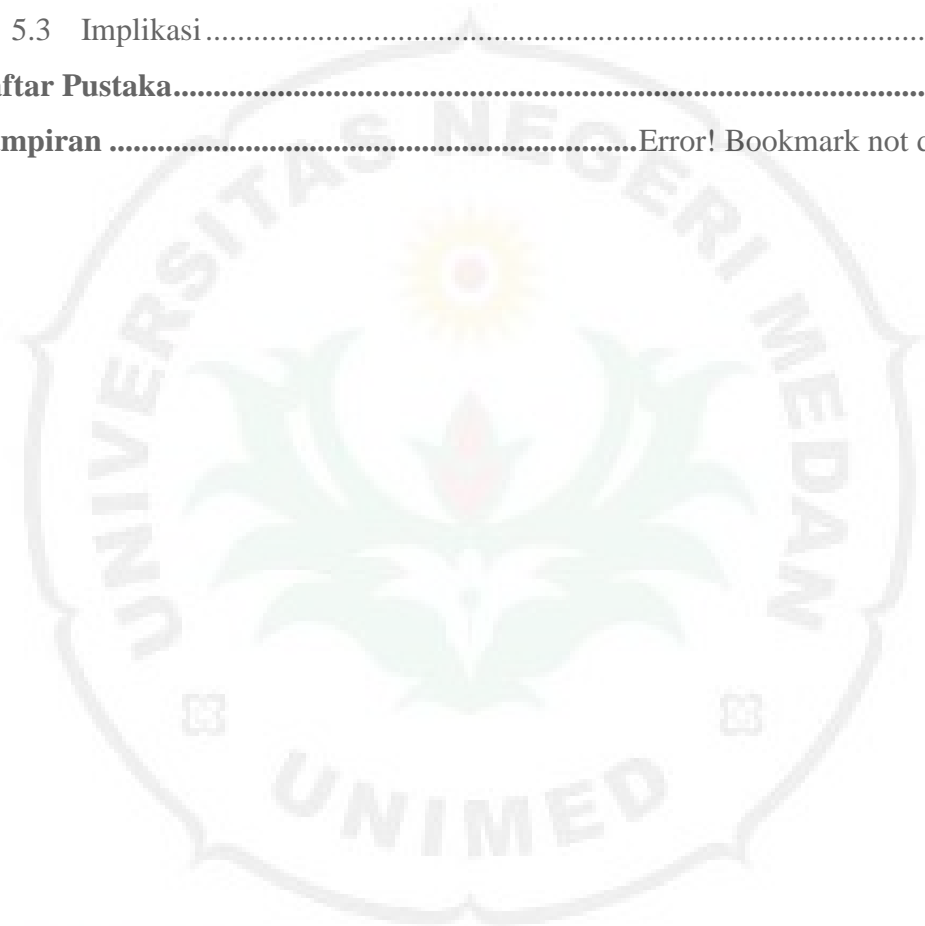 5.3 Implikasi................................................................................
ftar Pustaka................................................................................
mpiran ................................................................Error! Bookmark not
UNIVERSITAS NEGERI MEDAN
UNIMED